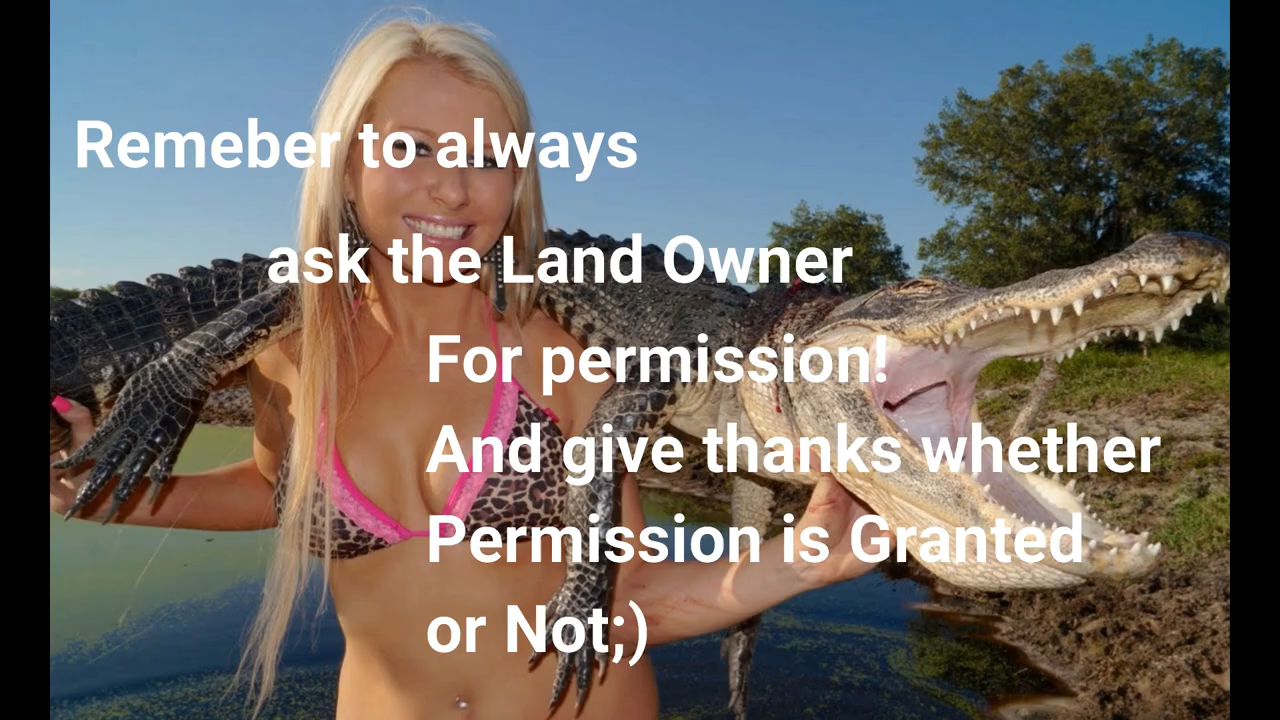 Remeber to always
ask the Land Owner
For permission!
And give thanks whether
Permission is Granted
or Not;)